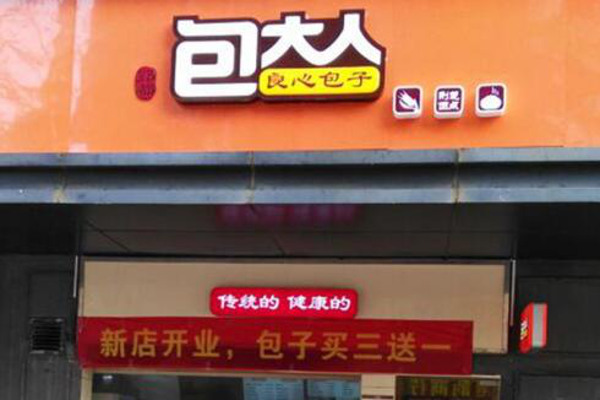 包大人
良心包子
传统的 健康的
新店开业，包子买三送一